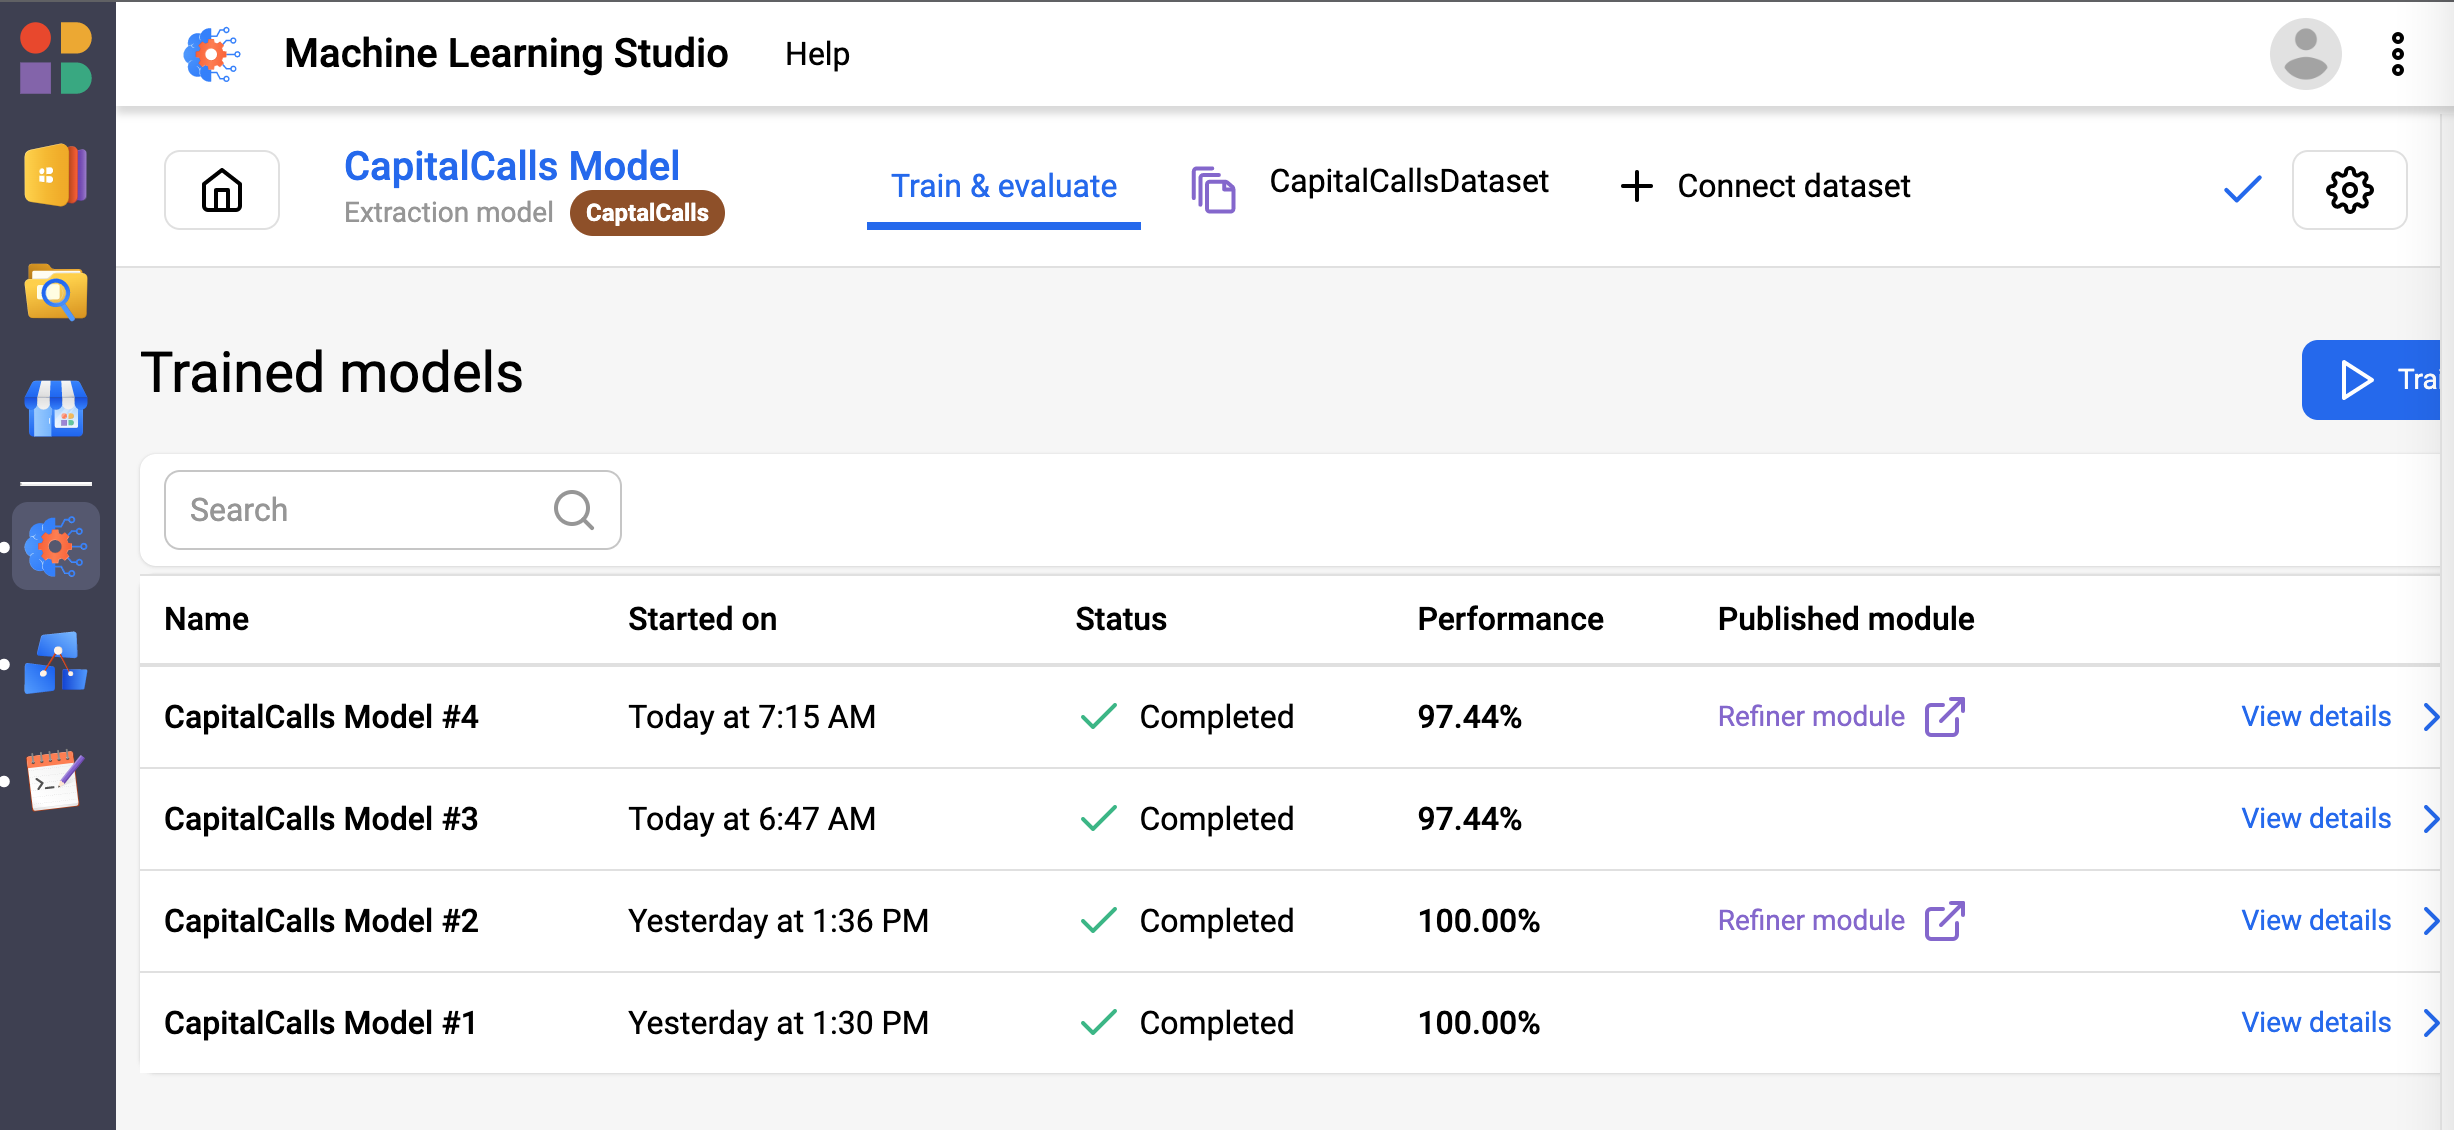 Machine Learning Studio Help
CapitalCalls Model
Extraction model CaptalCalls
Train & evaluate CapitalCallsDataset Connect dataset
Trained models
Trai
Search
Name Started on Status Performance Published module
CapitalCalls Model #4 Today at 7:15 AM Completed 97.44% Refiner module View details
CapitalCalls Model #3 Today at 6:47 AM Completed 97.44% View details
CapitalCalls Model #2 Yesterday at 1:36 PM Completed 100.00% Refiner module View details
CapitalCalls Model #1 Yesterday at 1:30 PM Completed 100.00% View details